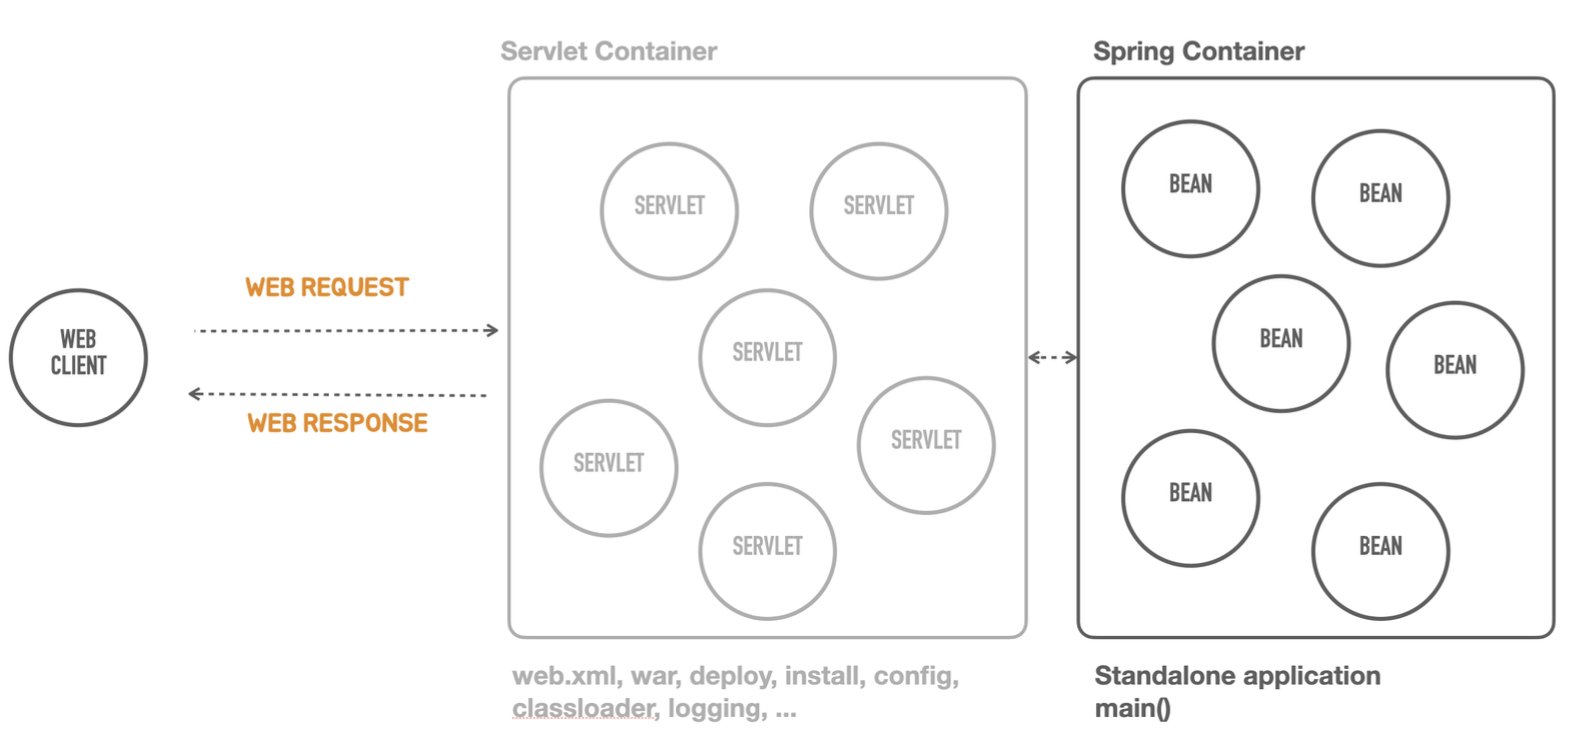 Servlet Container
Spring Container
SERVLET
SERVLET
BEAN
BEAN
WEB REQUEST
WEB
CLIENT
WEB RESPONSE
SERVLET
SERVLET
SERVLET
SERVLET
BEAN
BEAN
BEAN
BEAN
web.xml, war, deploy, install, config,
classloader, logging, ...
Standalone application
main()